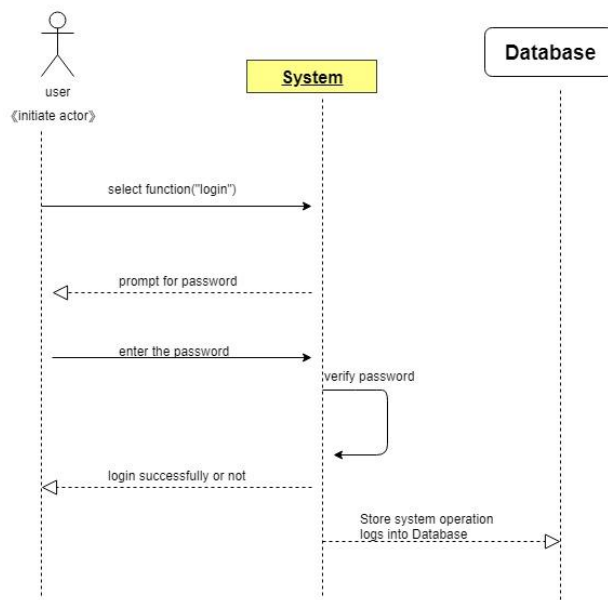 user
《initiate actor》
System
Database
select function("login")
prompt for password
enter the password
verify password
login successfully or not
Store system operation
logs into Database